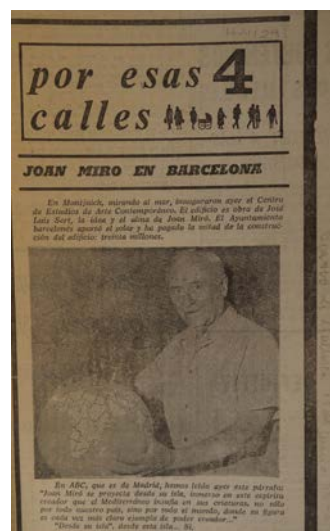 por esas 4
calles
JOAN MIRO EN BARCELONA
En Montjuich, mirando al mar, inauguraron ayer el Centro
de Estudios de Arte Contemporáneo. El edificio es obra de José
Luis Sert, la idea y el alma de Joan Miró. El Ayuntamiento
barcelonés aportó el solar y ha pagado la mitad de la construc-
ción del edificio: treinta millones.
En ABC, que es de Madrid, hemos leído ayer este párrafo:
"Joan Miró se proyecta desde su isla, inmerso en este espíritu
creador que el Mediterráneo insufla en sus criaturas, no sólo
por todo nuestro país, sino por todo el mundo, donde su figura
es cada vez más claro ejemplo de poder creador..."
"Desde su isla", desde esta isla... Sí.